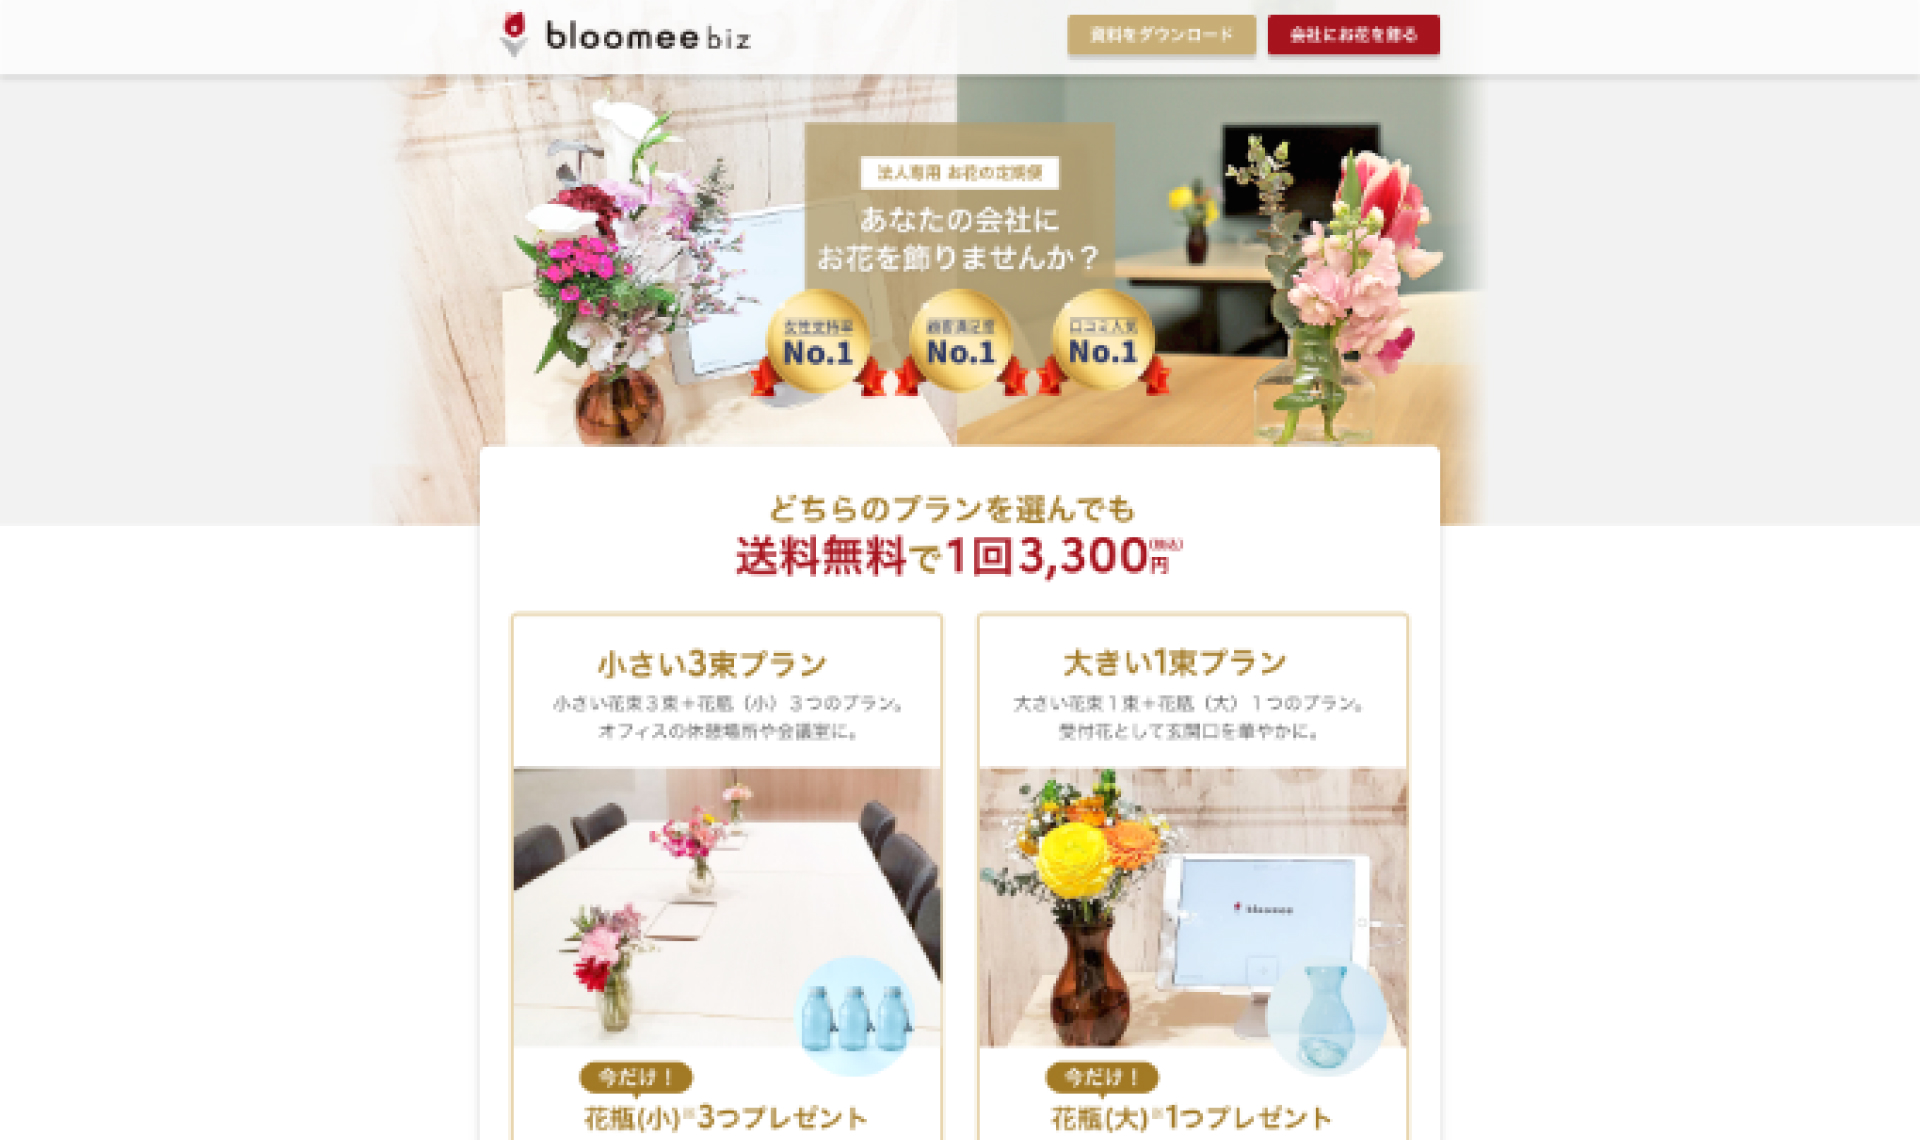 bloomee biz
資料をダウンロード
会社にお花を飾る
法人専用 お花の定期便
あなたの会社に
お花を飾りませんか？
女性支持率
No.1
顧客満足度
No.1
口コミ人気
No.1
どちらのプランを選んでも
送料無料で1回3,300円(税込)
小さい3束プラン
小さい花束３束＋花瓶（小）３つのプラン。
オフィスの休憩場所や会議室に。
大きい1束プラン
大さい花束１束＋花瓶（大）１つのプラン。
受付花として玄関口を華やかに。
bloomee
今だけ！
花瓶(小)※3つプレゼント
今だけ！
花瓶(大)※1つプレゼント